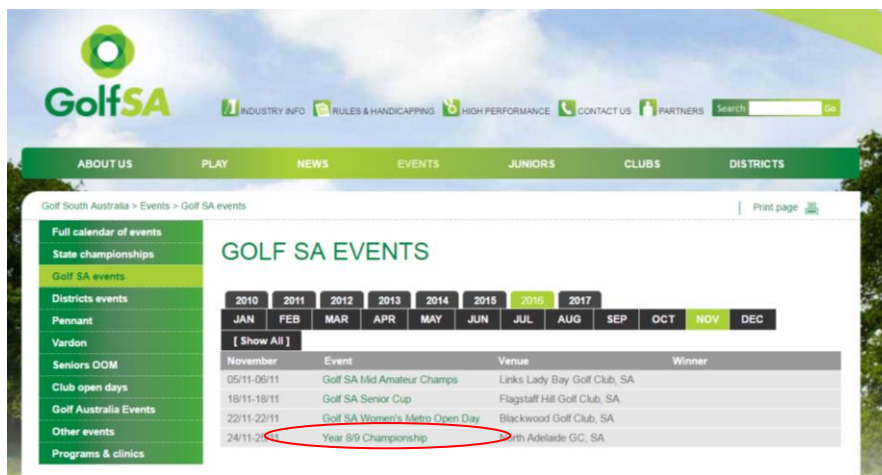 GolfSA
INDUSTRY INFO RULES & HANDICAPPING HIGH PERFORMANCE CONTACT US PARTNERS Search Go
ABOUT US PLAY NEWS EVENTS JUNIORS CLUBS DISTRICTS
Golf South Australia > Events > Golf SA events
Print page
Full calendar of events
State championships
Golf SA events
Districts events
Pennant
Vardon
Seniors OOM
Club open days
Golf Australia Events
Other events
Programs & clinics
GOLF SA EVENTS
2010 2011 2012 2013 2014 2015 2016 2017
JAN FEB MAR APR MAY JUN JUL AUG SEP OCT NOV DEC
[ Show All ]
November Event Venue Winner
05/11-06/11 Golf SA Mid Amateur Champs Links Lady Bay Golf Club, SA
18/11-18/11 Golf SA Senior Cup Flagstaff Hill Golf Club, SA
22/11-22/11 Golf SA Women's Metro Open Day Blackwood Golf Club, SA
24/11-25/11 Year 8/9 Championship North Adelaide GC, SA